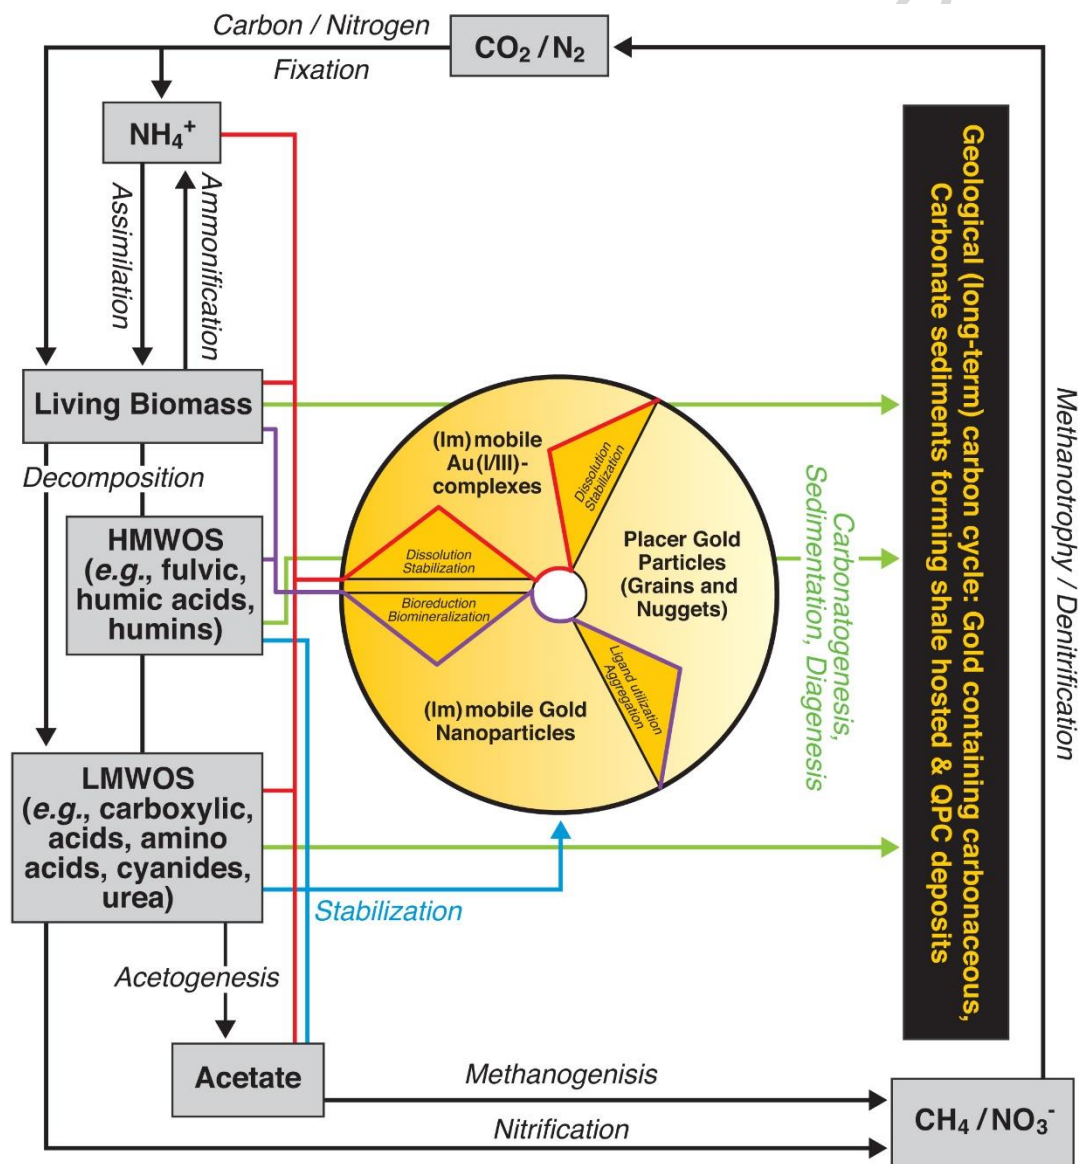 Carbon / Nitrogen
Fixation
CO₂ / N₂
NH₄⁺
Assimilation
Ammonification
Living Biomass
Decomposition
HMWOS
(e.g., fulvic,
humic acids,
humins)
LMWOS
(e.g., carboxylic,
acids, amino
acids, cyanides,
urea)
Acetogenesis
Acetate
Stabilization
Methanogenisis
Nitrification
CH₄ / NO₃⁻
(Im)mobile
Au(I/III)-
complexes
Dissolution
Stabilization
Dissolution
Stabilization
Bioreduction
Biomineralization
Placer Gold
Particles
(Grains and
Nuggets)
Ligand utilization
Aggregation
(Im)mobile Gold
Nanoparticles
Carbonatogenesis,
Sedimentation, Diagenesis
Geological (long-term) carbon cycle: Gold containing carbonaceous,
Carbonate sediments forming shale hosted & QPC deposits
Methanotrophy / Denitrification